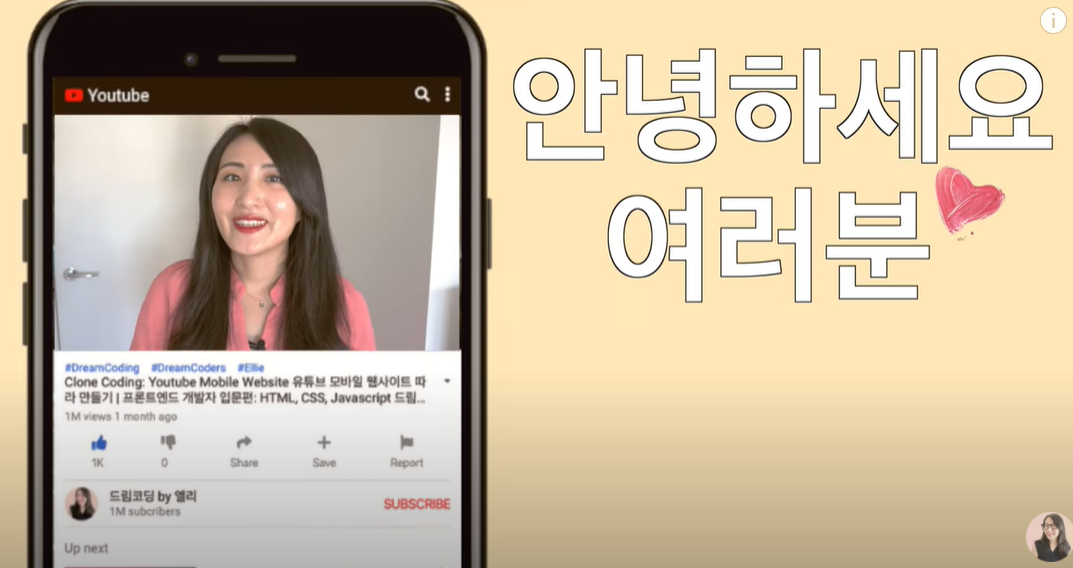 Youtube
안녕하세요
여러분
#DreamCoding #DreamCoders #Ellie
Clone Coding: Youtube Mobile Website 유튜브 모바일 웹사이트 따
라 만들기 | 프론트엔드 개발자 입문편: HTML, CSS, Javascript 드림...
1M views 1 month ago
1K 0 Share Save Report
드림코딩 by 엘리
1M subcribers
SUBSCRIBE
Up next
i